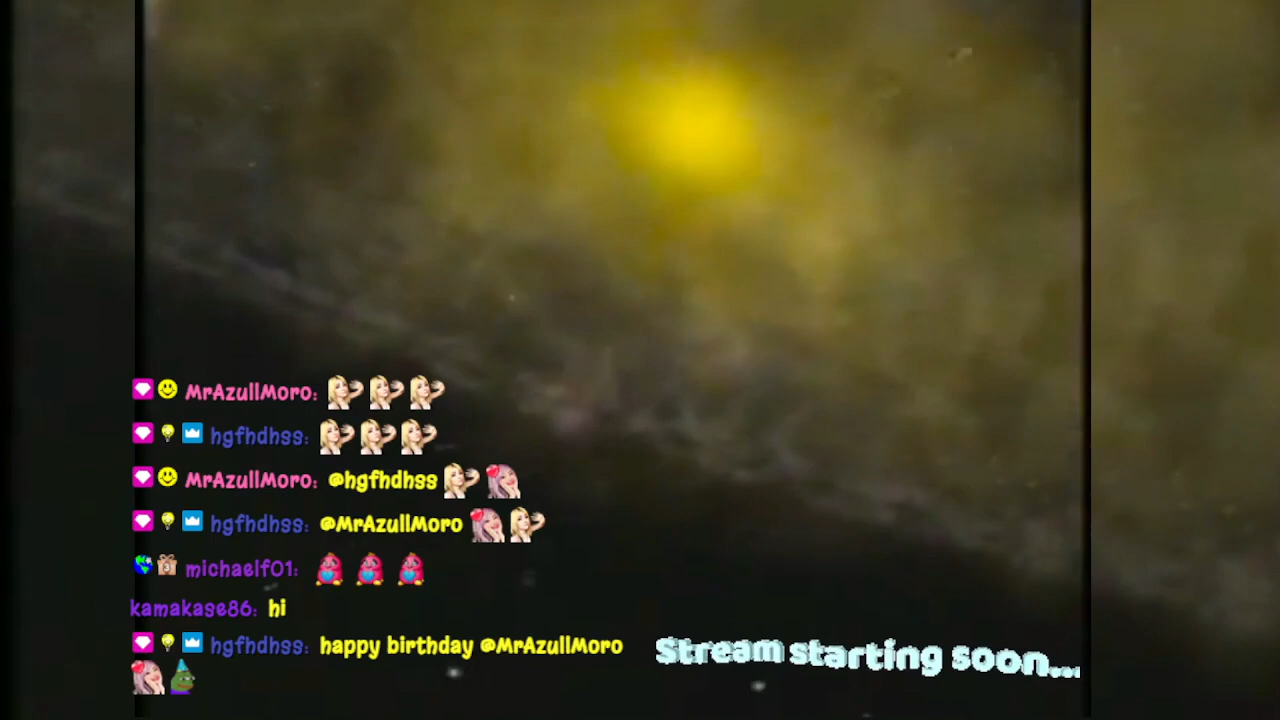 MrAzullMoro:
hgfhdhss:
MrAzullMoro: @hgfhdhss
hgfhdhss: @MrAzullMoro
michaelf01:
kamakase86: hi
hgfhdhss: happy birthday @MrAzullMoro
Stream starting soon...